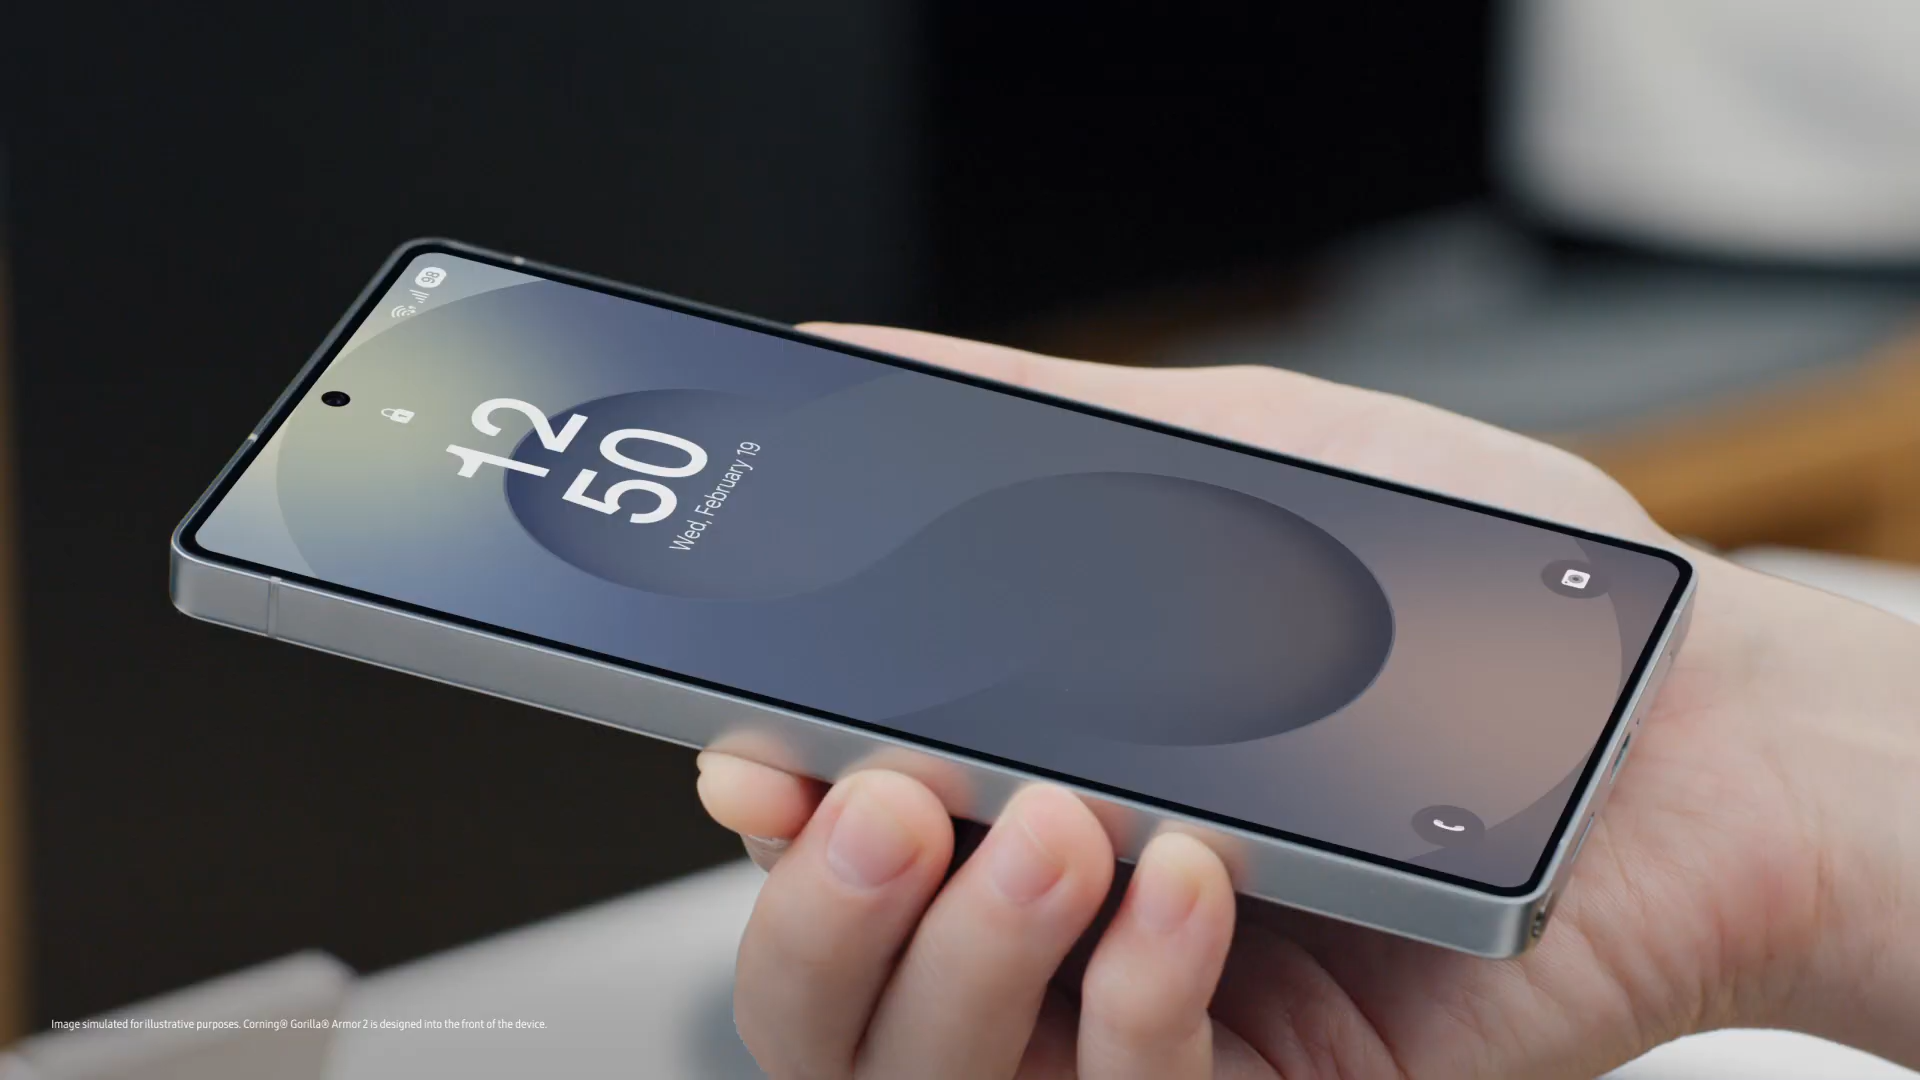 98
12
50
Wed, February 19
Image simulated for illustrative purposes. Corning® Gorilla® Armor 2 is designed into the front of the device.